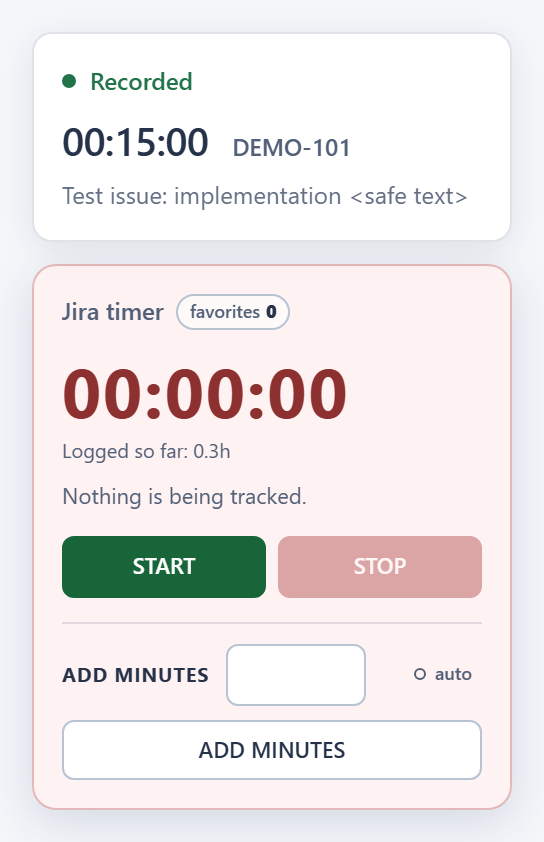 Recorded
00:15:00 DEMO-101
Test issue: implementation <safe text>
Jira timer favorites 0
00:00:00
Logged so far: 0.3h
Nothing is being tracked.
START STOP
ADD MINUTES auto
ADD MINUTES